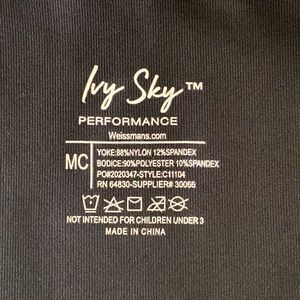 Ivy Sky™
PERFORMANCE
Weissmans.com
MC
YOKE:88%NYLON 12%SPANDEX
BODICE:90%POLYESTER 10%SPANDEX
PO#2020347-STYLE:C11104
RN 64830-SUPPLIER# 30066
NOT INTENDED FOR CHILDREN UNDER 3
MADE IN CHINA